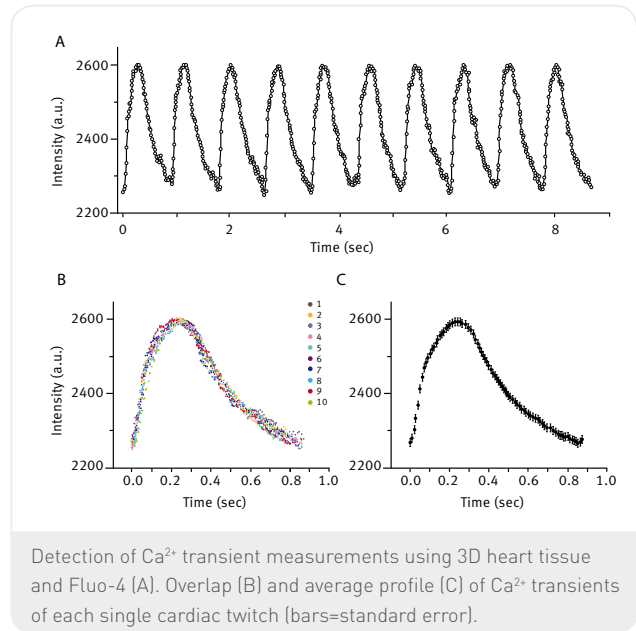 A
2600
2400
2200
Intensity (a.u.)
0 2 4 6 8
Time (sec)
B
2600
2400
2200
Intensity (a.u.)
0.0 0.2 0.4 0.6 0.8 1.0
Time (sec)
1
2
3
4
5
6
7
8
9
10
C
2600
2400
2200
0.0 0.2 0.4 0.6 0.8 1.0
Time (sec)
Detection of Ca²⁺ transient measurements using 3D heart tissue
and Fluo-4 (A). Overlap (B) and average profile (C) of Ca²⁺ transients
of each single cardiac twitch (bars=standard error).